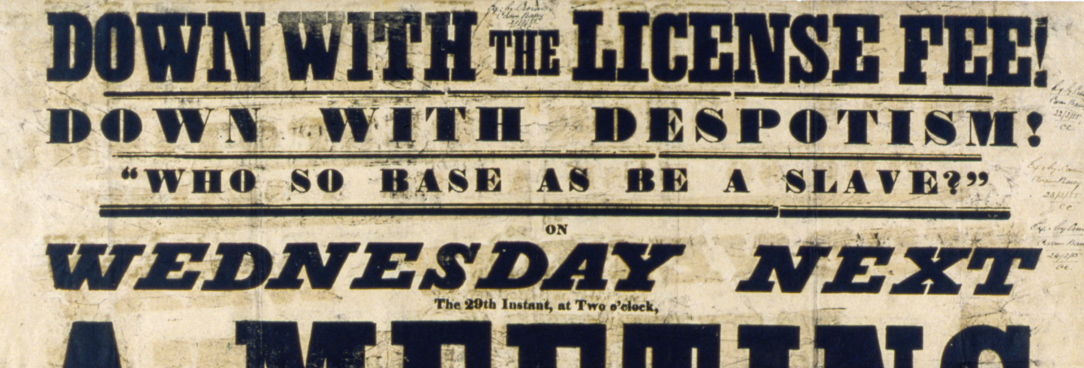 DOWN WITH THE LICENSE FEE!
DOWN WITH DESPOTISM!
“WHO SO BASE AS BE A SLAVE?”
ON
WEDNESDAY NEXT
The 29th Instant, at Two o'clock,
A MEETING